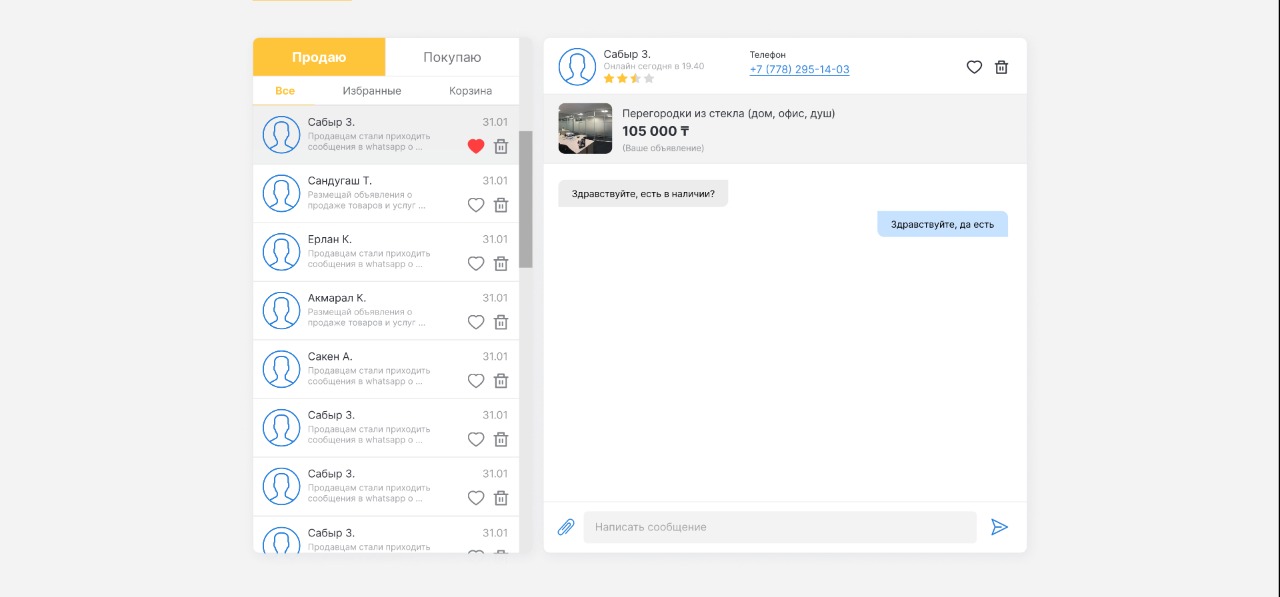 Продаю
Покупаю
Все
Избранные
Корзина
Сабыр З.
31.01
Продавцам стали приходить
сообщения в whatsapp о ...
Сандугаш Т.
31.01
Размещай объявления о
продаже товаров и услуг ...
Ерлан К.
31.01
Продавцам стали приходить
сообщения в whatsapp о ...
Акмарал К.
31.01
Размещай объявления о
продаже товаров и услуг ...
Сакен А.
31.01
Продавцам стали приходить
сообщения в whatsapp о ...
Сабыр З.
31.01
Продавцам стали приходить
сообщения в whatsapp о ...
Сабыр З.
31.01
Продавцам стали приходить
сообщения в whatsapp о ...
Сабыр З.
31.01
Продавцам стали приходить
Сабыр З.
Онлайн сегодня в 19.40
Телефон
+7 (778) 295-14-03
Перегородки из стекла (дом, офис, душ)
105 000 ₸
(Ваше объявление)
Здравствуйте, есть в наличии?
Здравствуйте, да есть
Написать сообщение